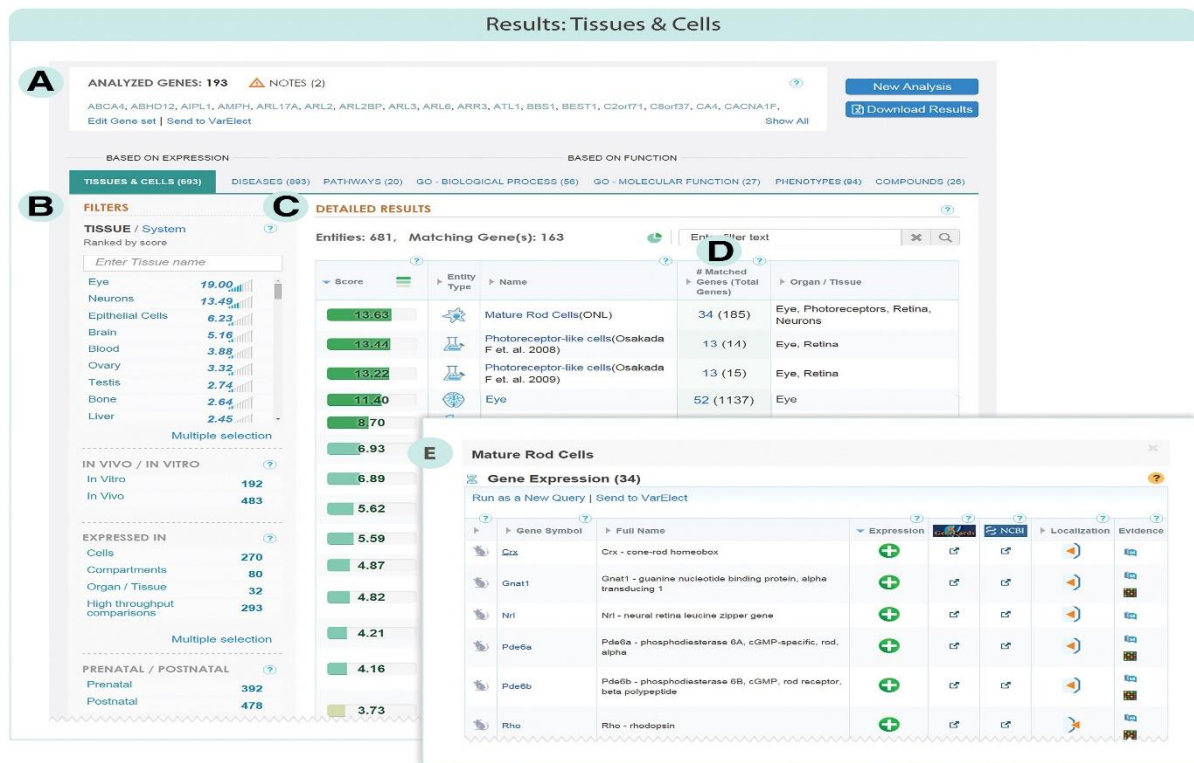 Results: Tissues & Cells
A
ANALYZED GENES: 193 NOTES (2) ?
New Analysis
ABCA4, ABHD12, AIPL1, AMPH, ARL17A, ARL2, ARL2BP, ARL3, ARL6, ARR3, ATL1, BBS1, BEST1, C2orf71, C8orf37, CA4, CACNA1F,
Download Results
Edit Gene set | Send to VarElect Show All
BASED ON EXPRESSION BASED ON FUNCTION
TISSUES & CELLS (693) DISEASES (893) PATHWAYS (20) GO - BIOLOGICAL PROCESS (56) GO - MOLECULAR FUNCTION (27) PHENOTYPES (94) COMPOUNDS (26)
B
FILTERS
TISSUE / System ?
Ranked by score
Enter Tissue name
Eye 19.00
Neurons 13.49
Epithelial Cells 6.23
Brain 5.16
Blood 3.88
Ovary 3.32
Testis 2.74
Bone 2.64
Liver 2.45
Multiple selection
IN VIVO / IN VITRO ?
In Vitro 192
In Vivo 483
EXPRESSED IN ?
Cells 270
Compartments 80
Organ / Tissue 32
High throughput
comparisons 293
Multiple selection
PRENATAL / POSTNATAL ?
Prenatal 392
Postnatal 478
C
DETAILED RESULTS ?
Entities: 681, Matching Gene(s): 163 Enter filter text
D
? ? ?
Score Entity Type Name # Matched Genes (Total Genes) Organ / Tissue
13.63 Mature Rod Cells(ONL) 34 (185) Eye, Photoreceptors, Retina, Neurons
13.44 Photoreceptor-like cells(Osakada F et. al. 2008) 13 (14) Eye, Retina
13.22 Photoreceptor-like cells(Osakada F et. al. 2009) 13 (15) Eye, Retina
11.40 Eye 52 (1137) Eye
8.70
6.93
6.89
5.62
5.59
4.87
4.82
4.21
4.16
3.73
E
Mature Rod Cells
Gene Expression (34) ?
Run as a New Query | Send to VarElect
? ? ? ? ? ? ?
Gene Symbol Full Name Expression GeneCards NCBI Localization Evidence
Crx Crx - cone-rod homeobox
Gnat1 Gnat1 - guanine nucleotide binding protein, alpha
transducing 1
Nrl Nrl - neural retina leucine zipper gene
Pde6a Pde6a - phosphodiesterase 6A, cGMP-specific, rod,
alpha
Pde6b Pde6b - phosphodiesterase 6B, cGMP, rod receptor,
beta polypeptide
Rho Rho - rhodopsin